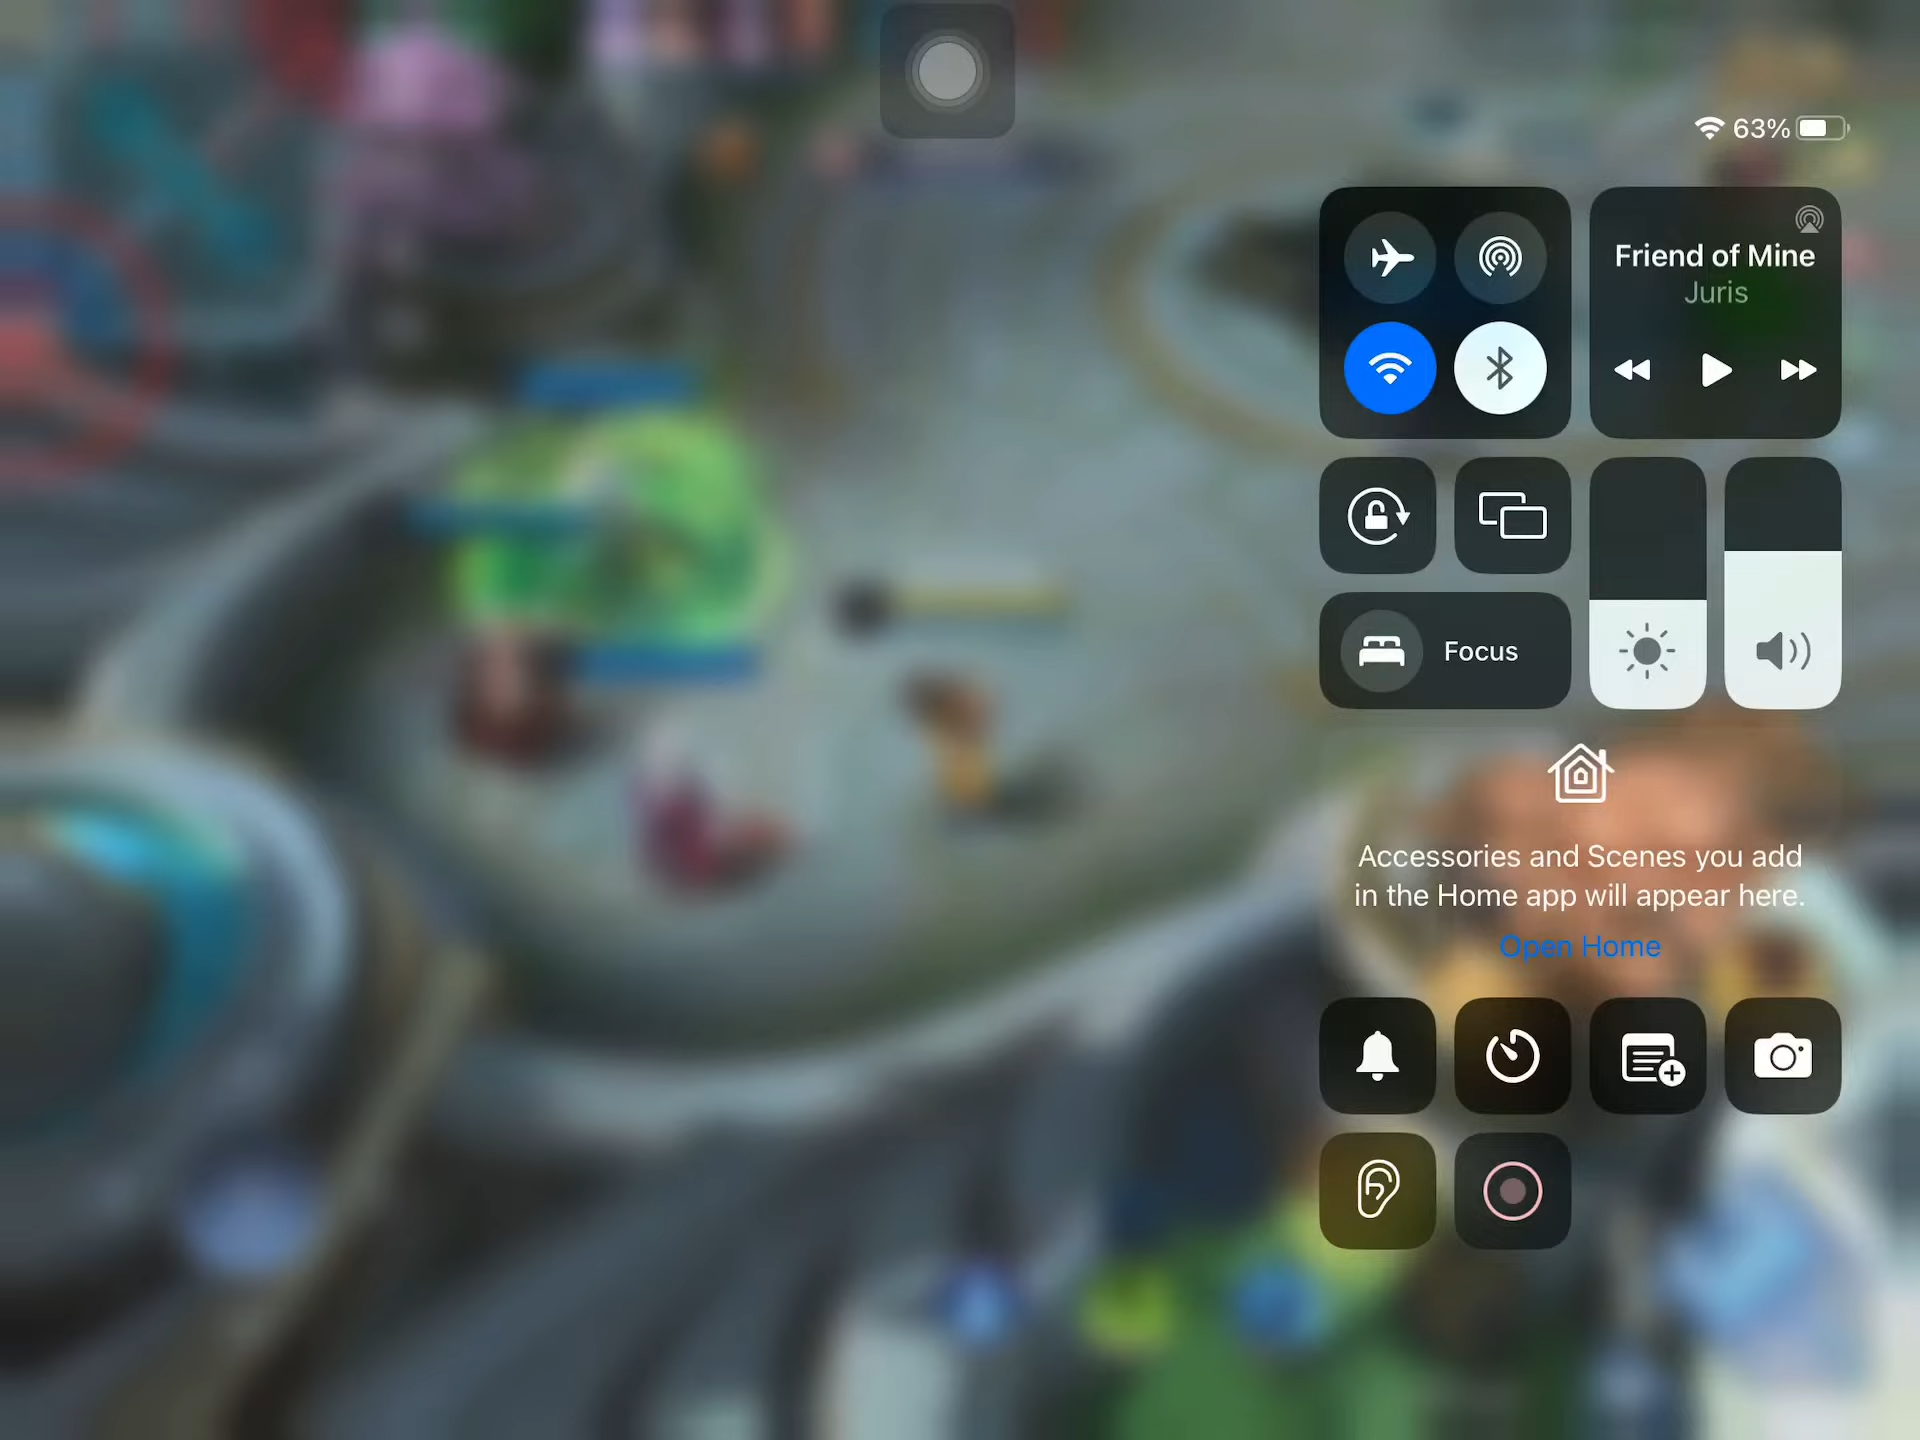 63%
Friend of Mine
Juris
Focus
Accessories and Scenes you add
in the Home app will appear here.
Open Home